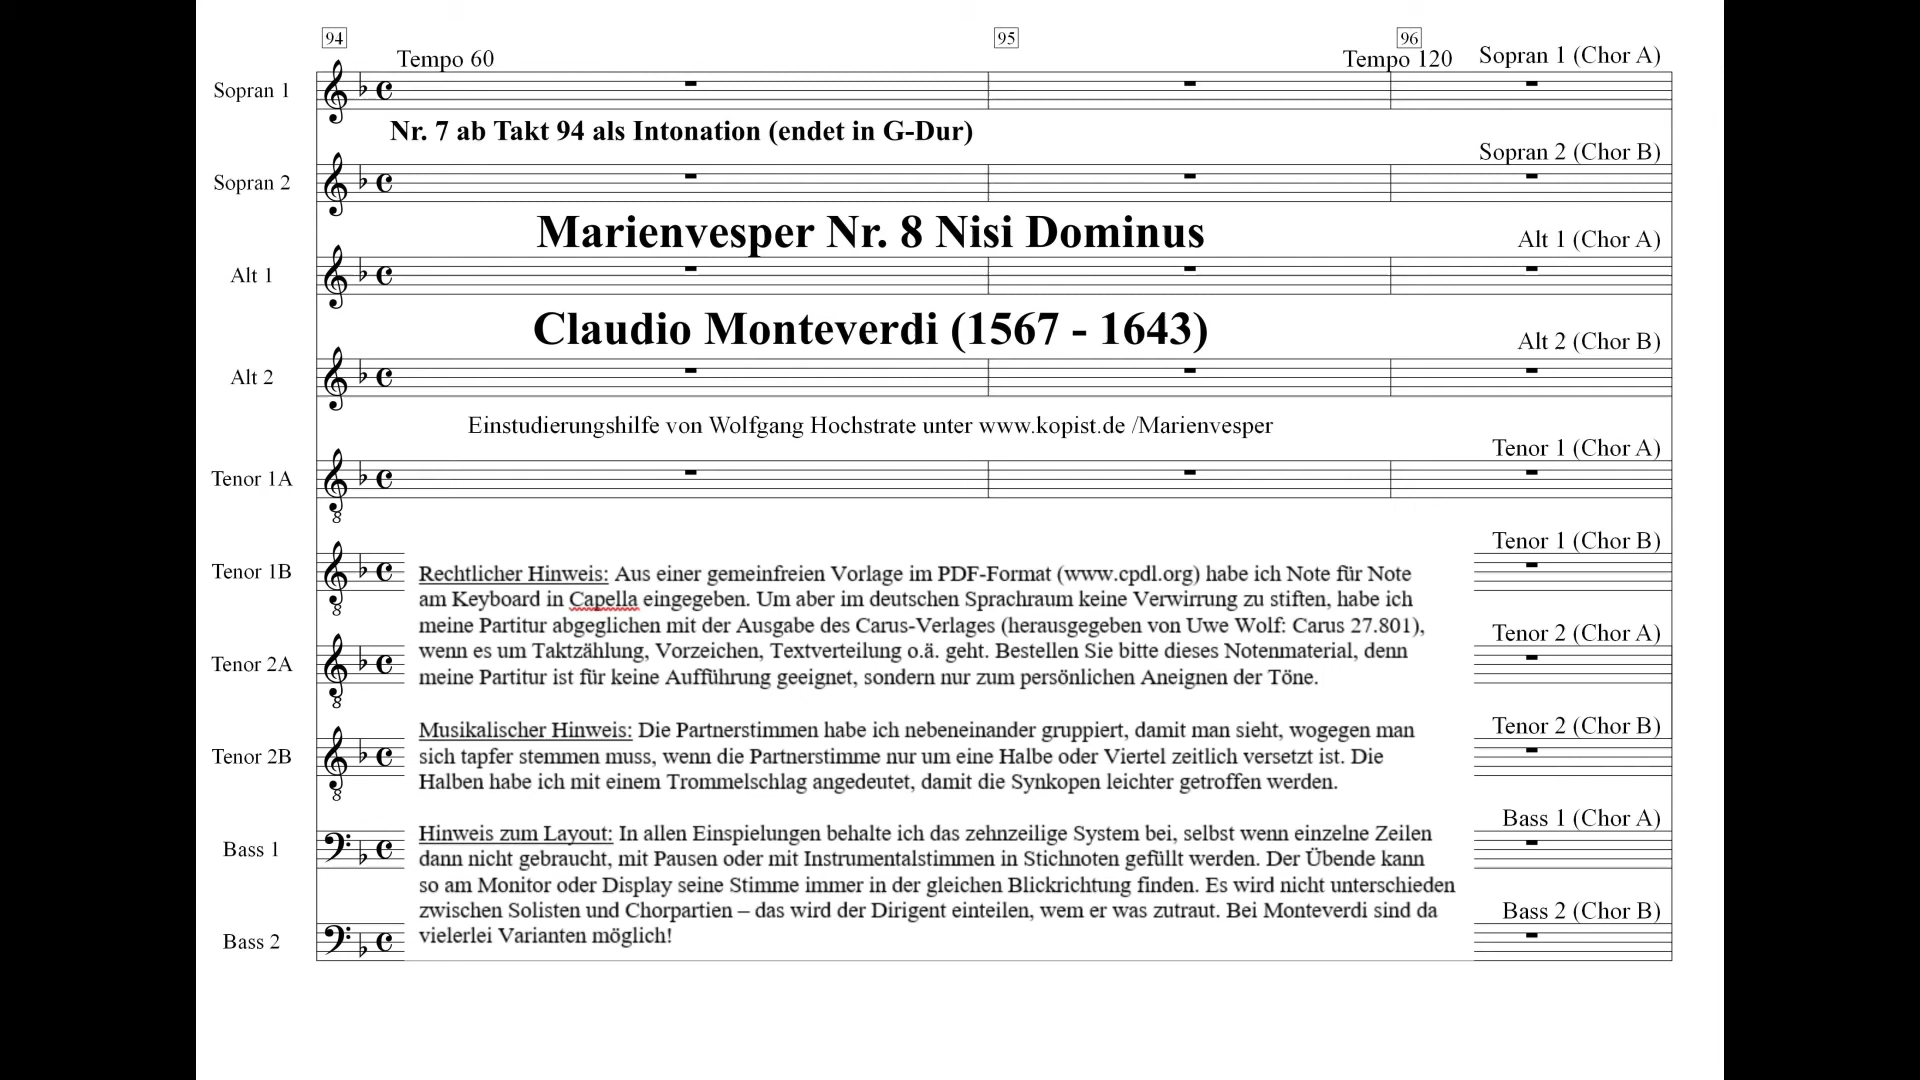 94
95
96
Tempo 60
Tempo 120
Sopran 1 (Chor A)
Sopran 1
Nr. 7 ab Takt 94 als Intonation (endet in G-Dur)
Sopran 2 (Chor B)
Sopran 2
Marienvesper Nr. 8 Nisi Dominus
Alt 1 (Chor A)
Alt 1
Claudio Monteverdi (1567 - 1643)
Alt 2 (Chor B)
Alt 2
Einstudierungshilfe von Wolfgang Hochstrate unter www.kopist.de /Marienvesper
Tenor 1 (Chor A)
Tenor 1A
8
Tenor 1 (Chor B)
Tenor 1B
8
Rechtlicher Hinweis: Aus einer gemeinfreien Vorlage im PDF-Format (www.cpdl.org) habe ich Note für Note
am Keyboard in Capella eingegeben. Um aber im deutschen Sprachraum keine Verwirrung zu stiften, habe ich
meine Partitur abgeglichen mit der Ausgabe des Carus-Verlages (herausgegeben von Uwe Wolf: Carus 27.801),
wenn es um Taktzählung, Vorzeichen, Textverteilung o.ä. geht. Bestellen Sie bitte dieses Notenmaterial, denn
meine Partitur ist für keine Aufführung geeignet, sondern nur zum persönlichen Aneignen der Töne.
Tenor 2 (Chor A)
Tenor 2A
8
Musikalischer Hinweis: Die Partnerstimmen habe ich nebeneinander gruppiert, damit man sieht, wogegen man
sich tapfer stemmen muss, wenn die Partnerstimme nur um eine Halbe oder Viertel zeitlich versetzt ist. Die
Halben habe ich mit einem Trommelschlag angedeutet, damit die Synkopen leichter getroffen werden.
Tenor 2 (Chor B)
Tenor 2B
8
Hinweis zum Layout: In allen Einspielungen behalte ich das zehnzeilige System bei, selbst wenn einzelne Zeilen
dann nicht gebraucht, mit Pausen oder mit Instrumentalstimmen in Stichnoten gefüllt werden. Der Übende kann
so am Monitor oder Display seine Stimme immer in der gleichen Blickrichtung finden. Es wird nicht unterschieden
zwischen Solisten und Chorpartien – das wird der Dirigent einteilen, wem er was zutraut. Bei Monteverdi sind da
vielerlei Varianten möglich!
Bass 1 (Chor A)
Bass 1
Bass 2 (Chor B)
Bass 2